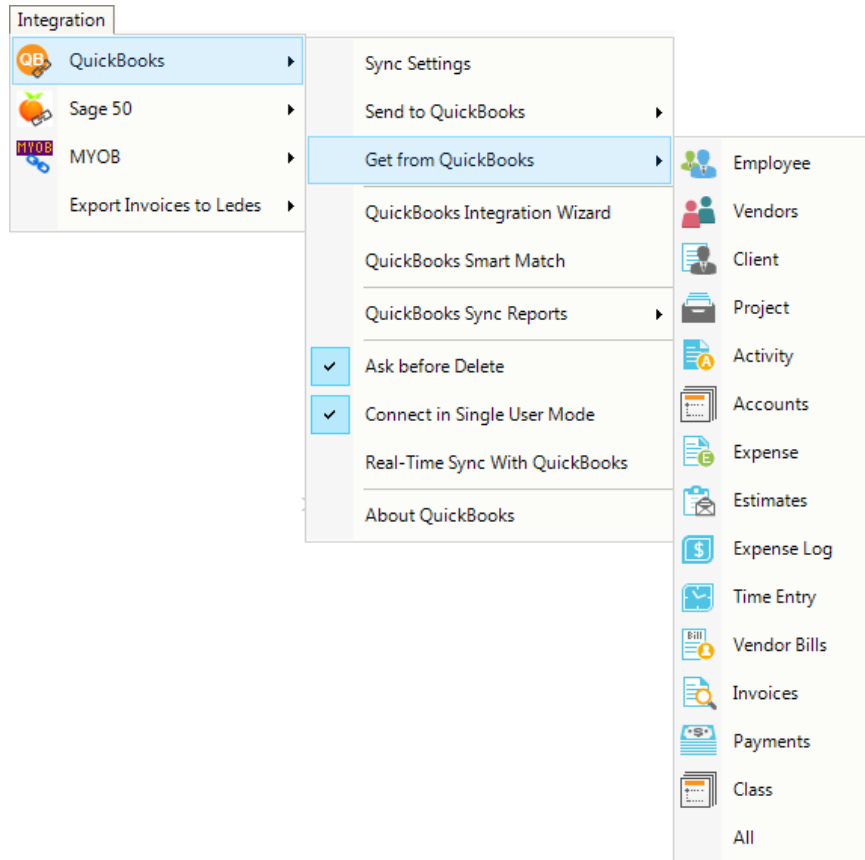 Integration
QB
QuickBooks
Sage 50
MYOB
MYOB
Export Invoices to Ledes
Sync Settings
Send to QuickBooks
Get from QuickBooks
QuickBooks Integration Wizard
QuickBooks Smart Match
QuickBooks Sync Reports
Ask before Delete
Connect in Single User Mode
Real-Time Sync With QuickBooks
About QuickBooks
Employee
Vendors
Client
Project
A
Activity
Accounts
E
Expense
Estimates
$
Expense Log
Time Entry
Bill
Vendor Bills
Invoices
$
Payments
Class
All